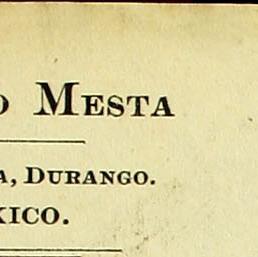 O MESTA
A, DURANGO.
XICO.